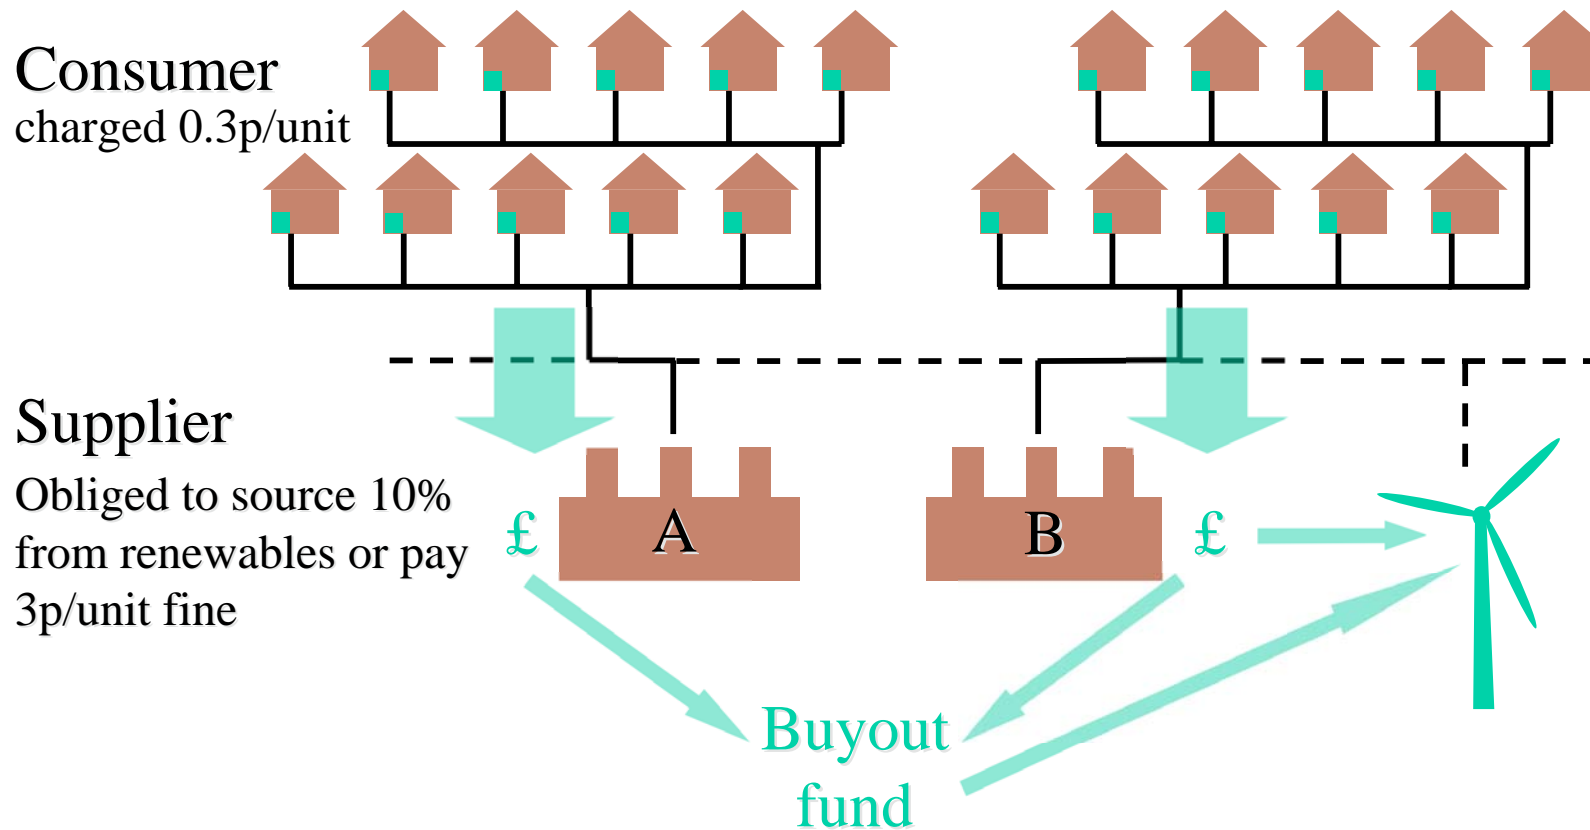 Consumer
charged 0.3p/unit
Supplier
Obliged to source 10%
from renewables or pay
3p/unit fine
£
A
B
£
Buyout
fund